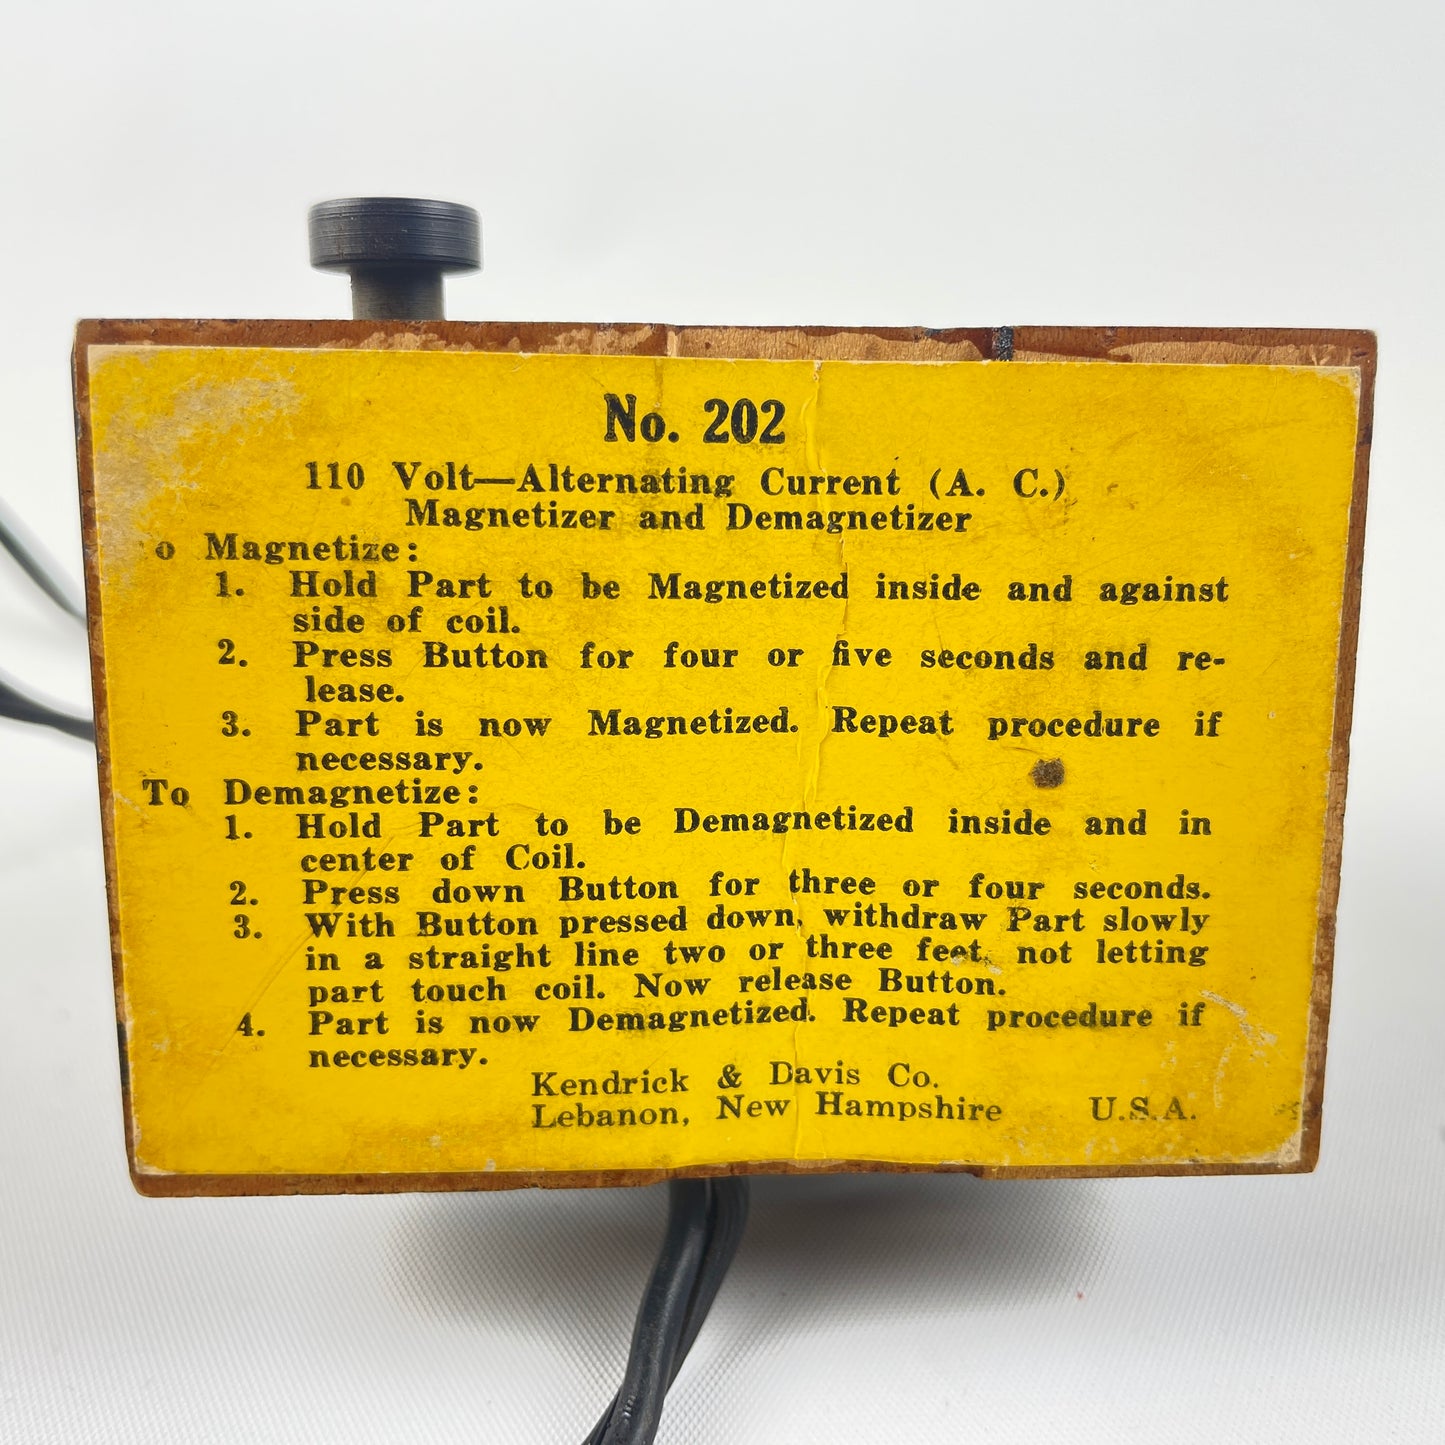 No. 202
110 Volt—Alternating Current (A. C.)
Magnetizer and Demagnetizer
o Magnetize:
1. Hold Part to be Magnetized inside and against
side of coil.
2. Press Button for four or five seconds and re-
lease.
3. Part is now Magnetized. Repeat procedure if
necessary.
To Demagnetize:
1. Hold Part to be Demagnetized inside and in
center of Coil.
2. Press down Button for three or four seconds.
3. With Button pressed down, withdraw Part slowly
in a straight line two or three feet, not letting
part touch coil. Now release Button.
4. Part is now Demagnetized. Repeat procedure if
necessary.
Kendrick & Davis Co.
Lebanon, New Hampshire U.S.A.